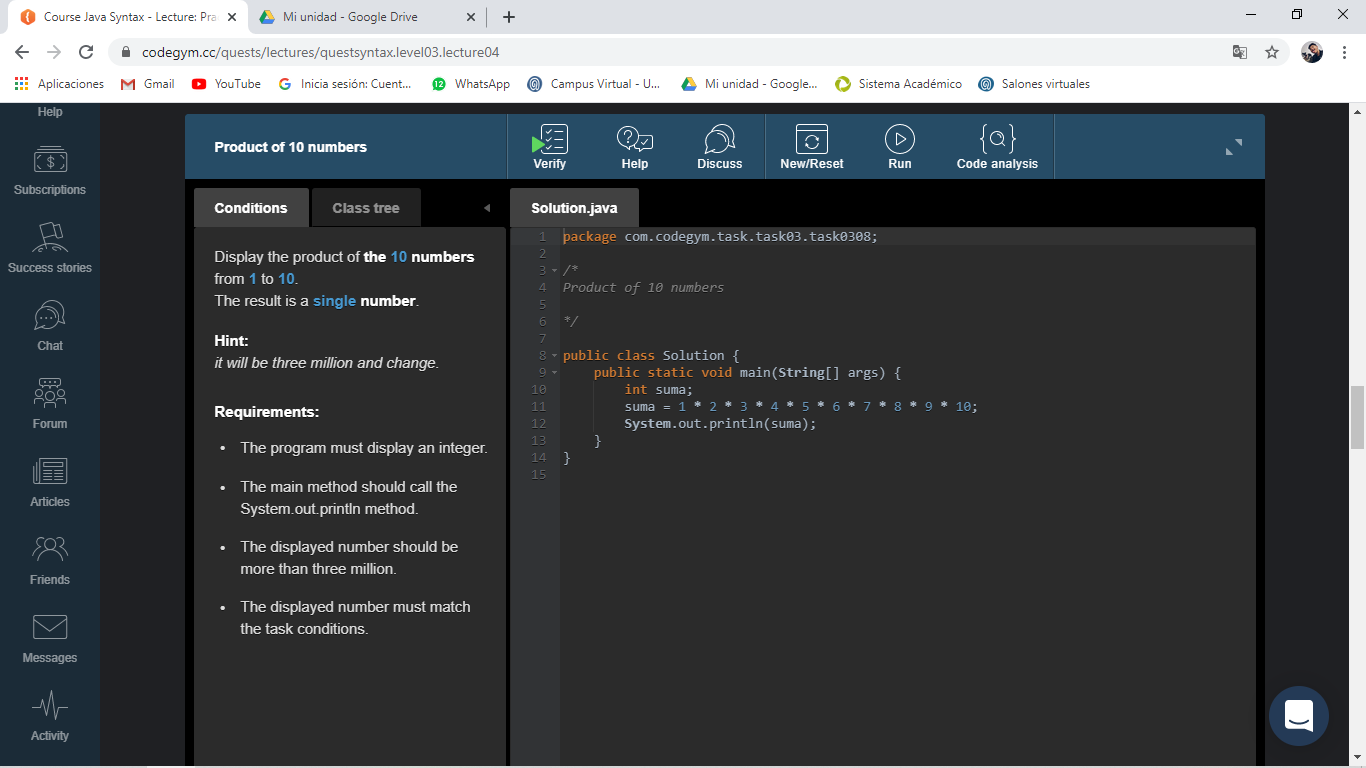 Course Java Syntax - Lecture: Pra
Mi unidad - Google Drive
codegym.cc/quests/lectures/questsyntax.level03.lecture04
Aplicaciones
Gmail
YouTube
Inicia sesión: Cuent...
12
WhatsApp
Campus Virtual - U...
Mi unidad - Google...
Sistema Académico
Salones virtuales
Help
Subscriptions
Success stories
Chat
Forum
Articles
Friends
Messages
Activity
Product of 10 numbers
Verify
Help
Discuss
New/Reset
Run
Code analysis
Conditions
Class tree
Display the product of the 10 numbers
from 1 to 10.
The result is a single number.
Hint:
it will be three million and change.
Requirements:
• The program must display an integer.
• The main method should call the
System.out.println method.
• The displayed number should be
more than three million.
• The displayed number must match
the task conditions.
Solution.java
1 package com.codegym.task.task03.task0308;
2
3 /*
4 Product of 10 numbers
5
6 */
7
8 public class Solution {
9 public static void main(String[] args) {
10 int suma;
11 suma = 1 * 2 * 3 * 4 * 5 * 6 * 7 * 8 * 9 * 10;
12 System.out.println(suma);
13 }
14 }
15